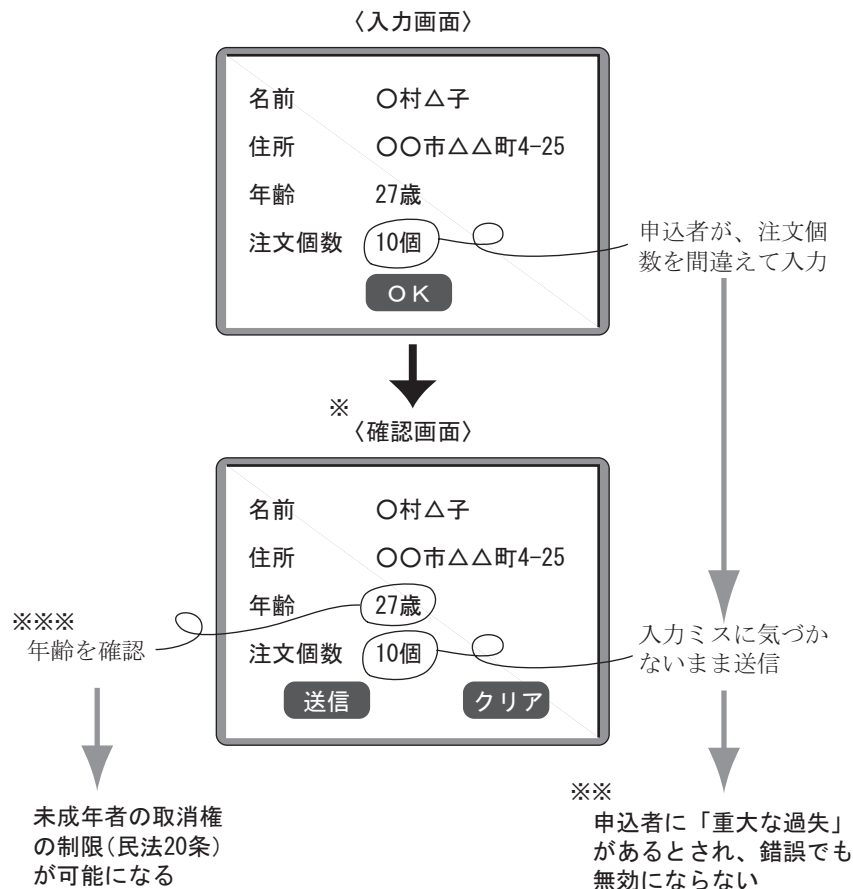 〈入力画面〉
名前 〇村△子
住所 〇〇市△△町4-25
年齢 27歳
注文個数 10個
OK
申込者が、注文個
数を間違えて入力
※
〈確認画面〉
名前 〇村△子
住所 〇〇市△△町4-25
年齢 27歳
注文個数 10個
送信 クリア
※※※
年齢を確認
入力ミスに気づか
ないまま送信
未成年者の取消権
の制限(民法20条)
が可能になる
※※
申込者に「重大な過失」
があるとされ、錯誤でも
無効にならない